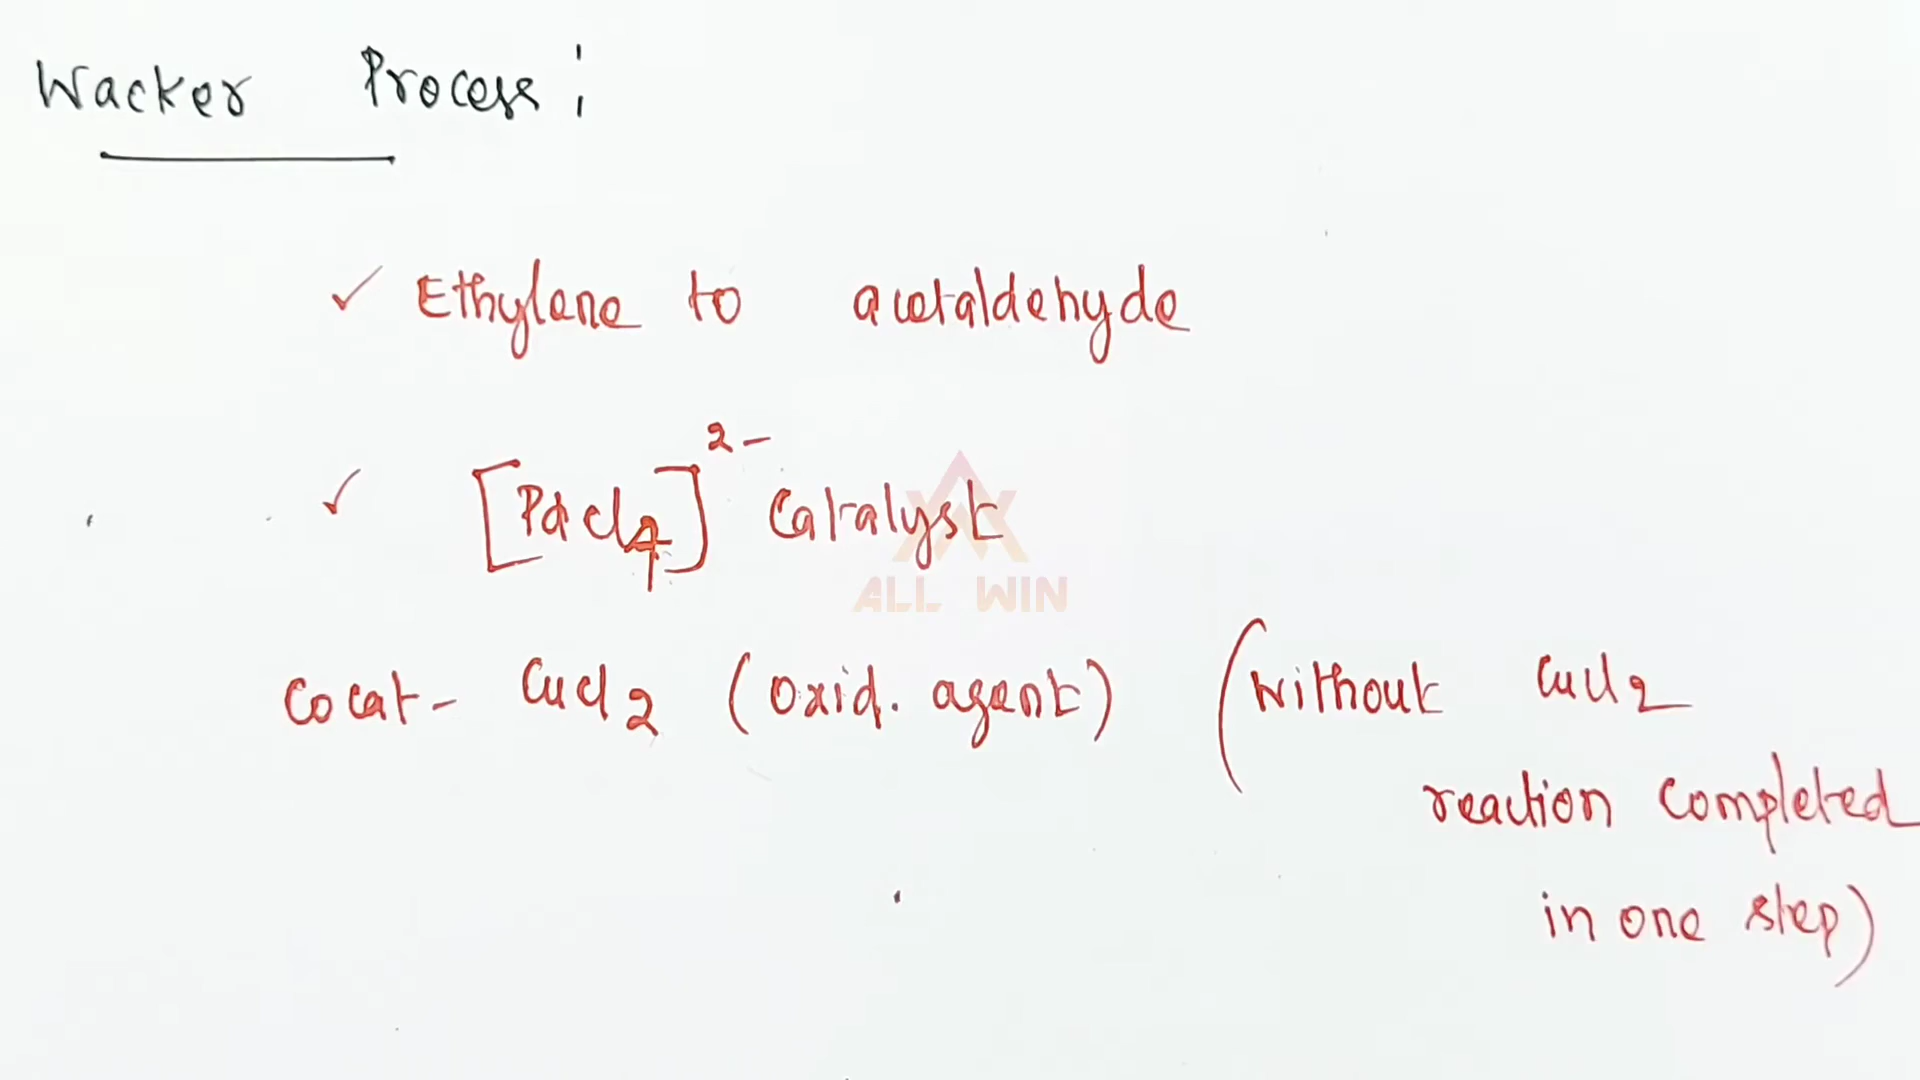 Wacker Process:
✓ Ethylene to acetaldehyde
✓ [PdCl4]2- Catalyst
ALL WIN
Cocat- CuCl2 (Oxid. agent) (Without CuCl2
reaction Completed
in one step)